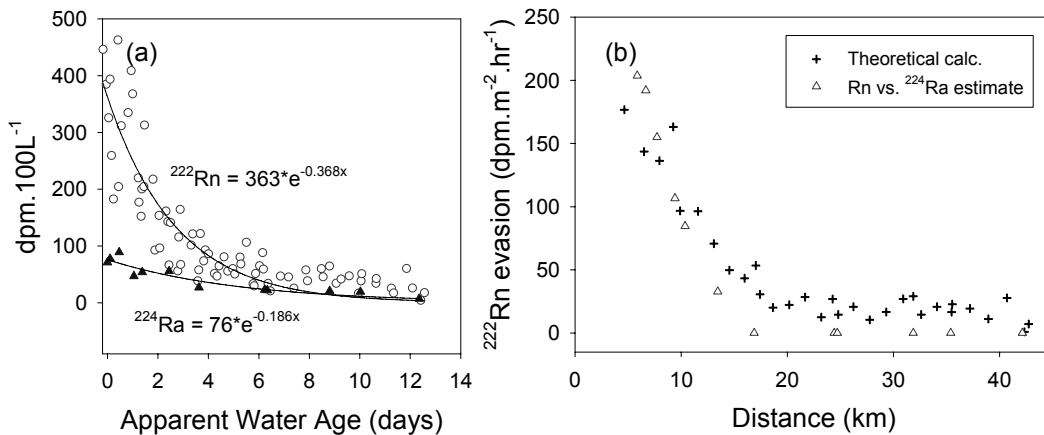 (a)
500
400
300
200
100
0
dpm.100L⁻¹
²²²Rn = 363*e⁻⁰·³⁶⁸ˣ
²²⁴Ra = 76*e⁻⁰·¹⁸⁶ˣ
0 2 4 6 8 10 12 14
Apparent Water Age (days)
(b)
250
200
150
100
50
0
²²²Rn evasion (dpm.m⁻².hr⁻¹)
Theoretical calc.
Rn vs. ²²⁴Ra estimate
0 10 20 30 40
Distance (km)